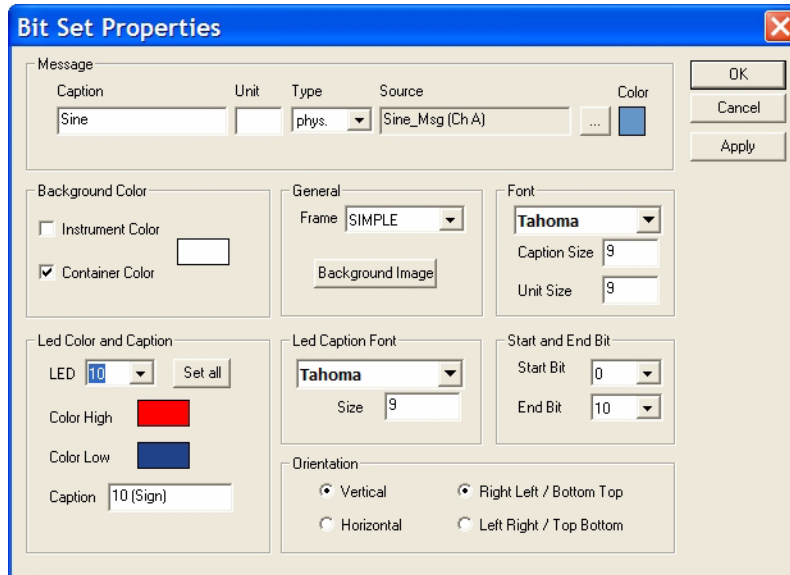 Bit Set Properties
Message
Caption Unit Type Source Color
Sine phys. Sine_Msg (Ch A) ...
OK
Cancel
Apply
Background Color
Instrument Color
Container Color
General
Frame SIMPLE
Background Image
Font
Tahoma
Caption Size 9
Unit Size 9
Led Color and Caption
LED 10 Set all
Color High
Color Low
Caption 10 (Sign)
Led Caption Font
Tahoma
Size 9
Start and End Bit
Start Bit 0
End Bit 10
Orientation
Vertical Right Left / Bottom Top
Horizontal Left Right / Top Bottom